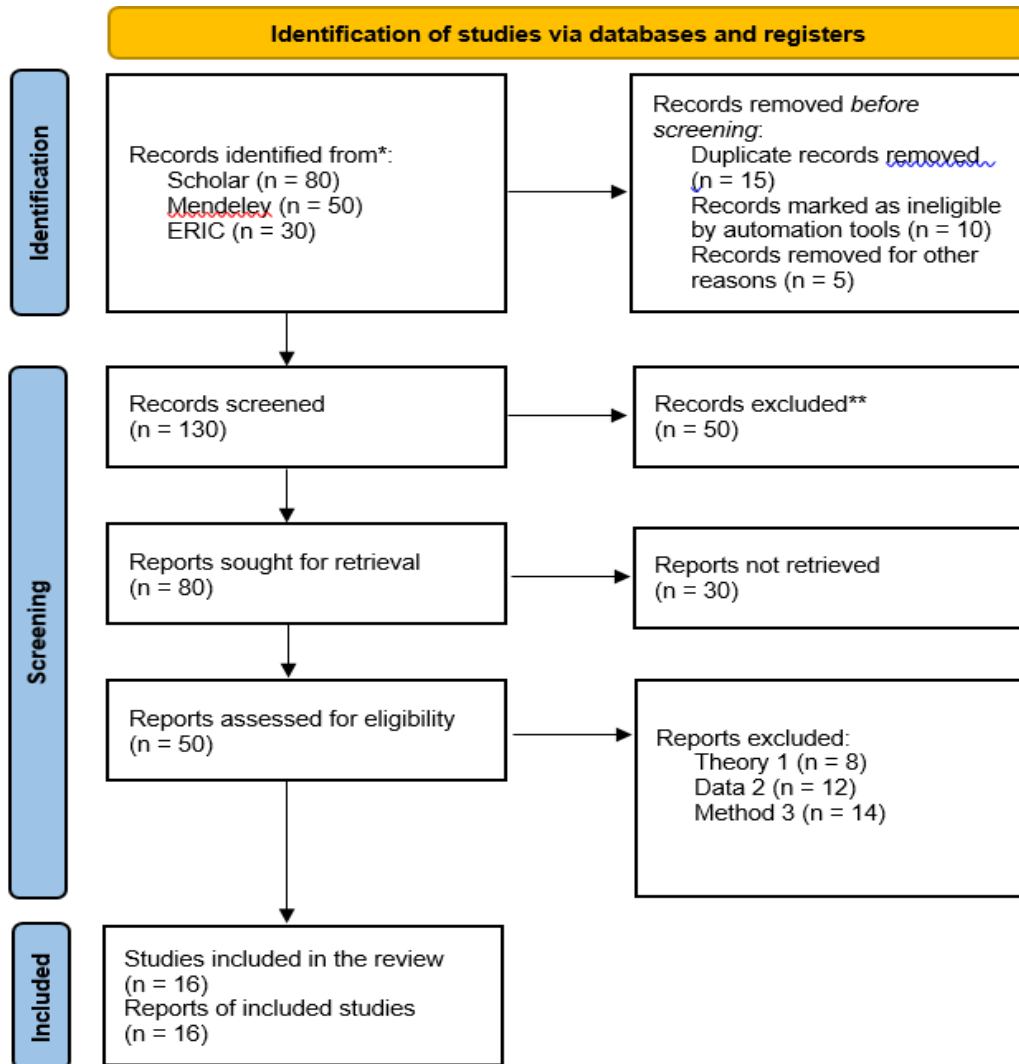 Identification of studies via databases and registers
Identification
Records identified from*:
Scholar (n = 80)
Mendeley (n = 50)
ERIC (n = 30)
Records removed before
screening:
Duplicate records removed
(n = 15)
Records marked as ineligible
by automation tools (n = 10)
Records removed for other
reasons (n = 5)
Screening
Records screened
(n = 130)
Records excluded**
(n = 50)
Reports sought for retrieval
(n = 80)
Reports not retrieved
(n = 30)
Reports assessed for eligibility
(n = 50)
Reports excluded:
Theory 1 (n = 8)
Data 2 (n = 12)
Method 3 (n = 14)
Included
Studies included in the review
(n = 16)
Reports of included studies
(n = 16)